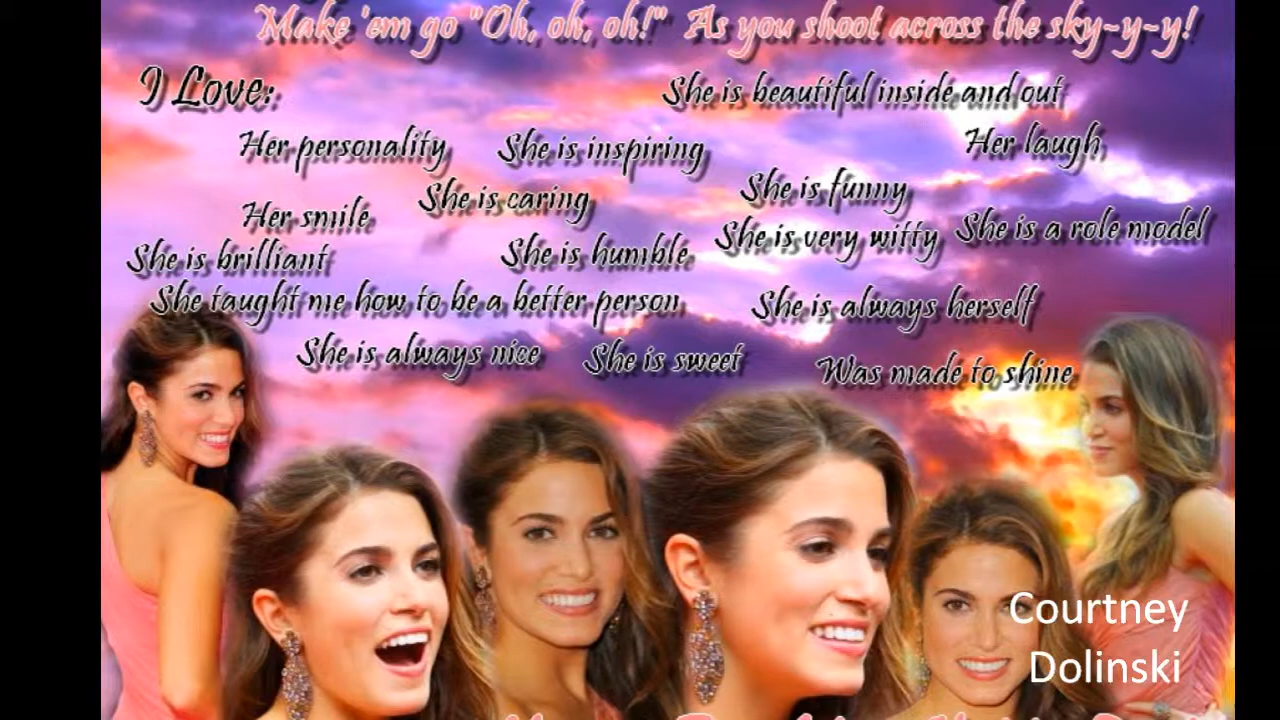 Make 'em go "Oh, oh, oh!" As you shoot across the sky-y-y!
I Love:
She is beautiful inside and out
Her personality
She is inspiring
Her laugh
She is caring
She is funny
Her smile
She is very witty
She is a role model
She is brilliant
She is humble
She taught me how to be a better person
She is always herself
She is always nice
She is sweet
Was made to shine
Courtney
Dolinski